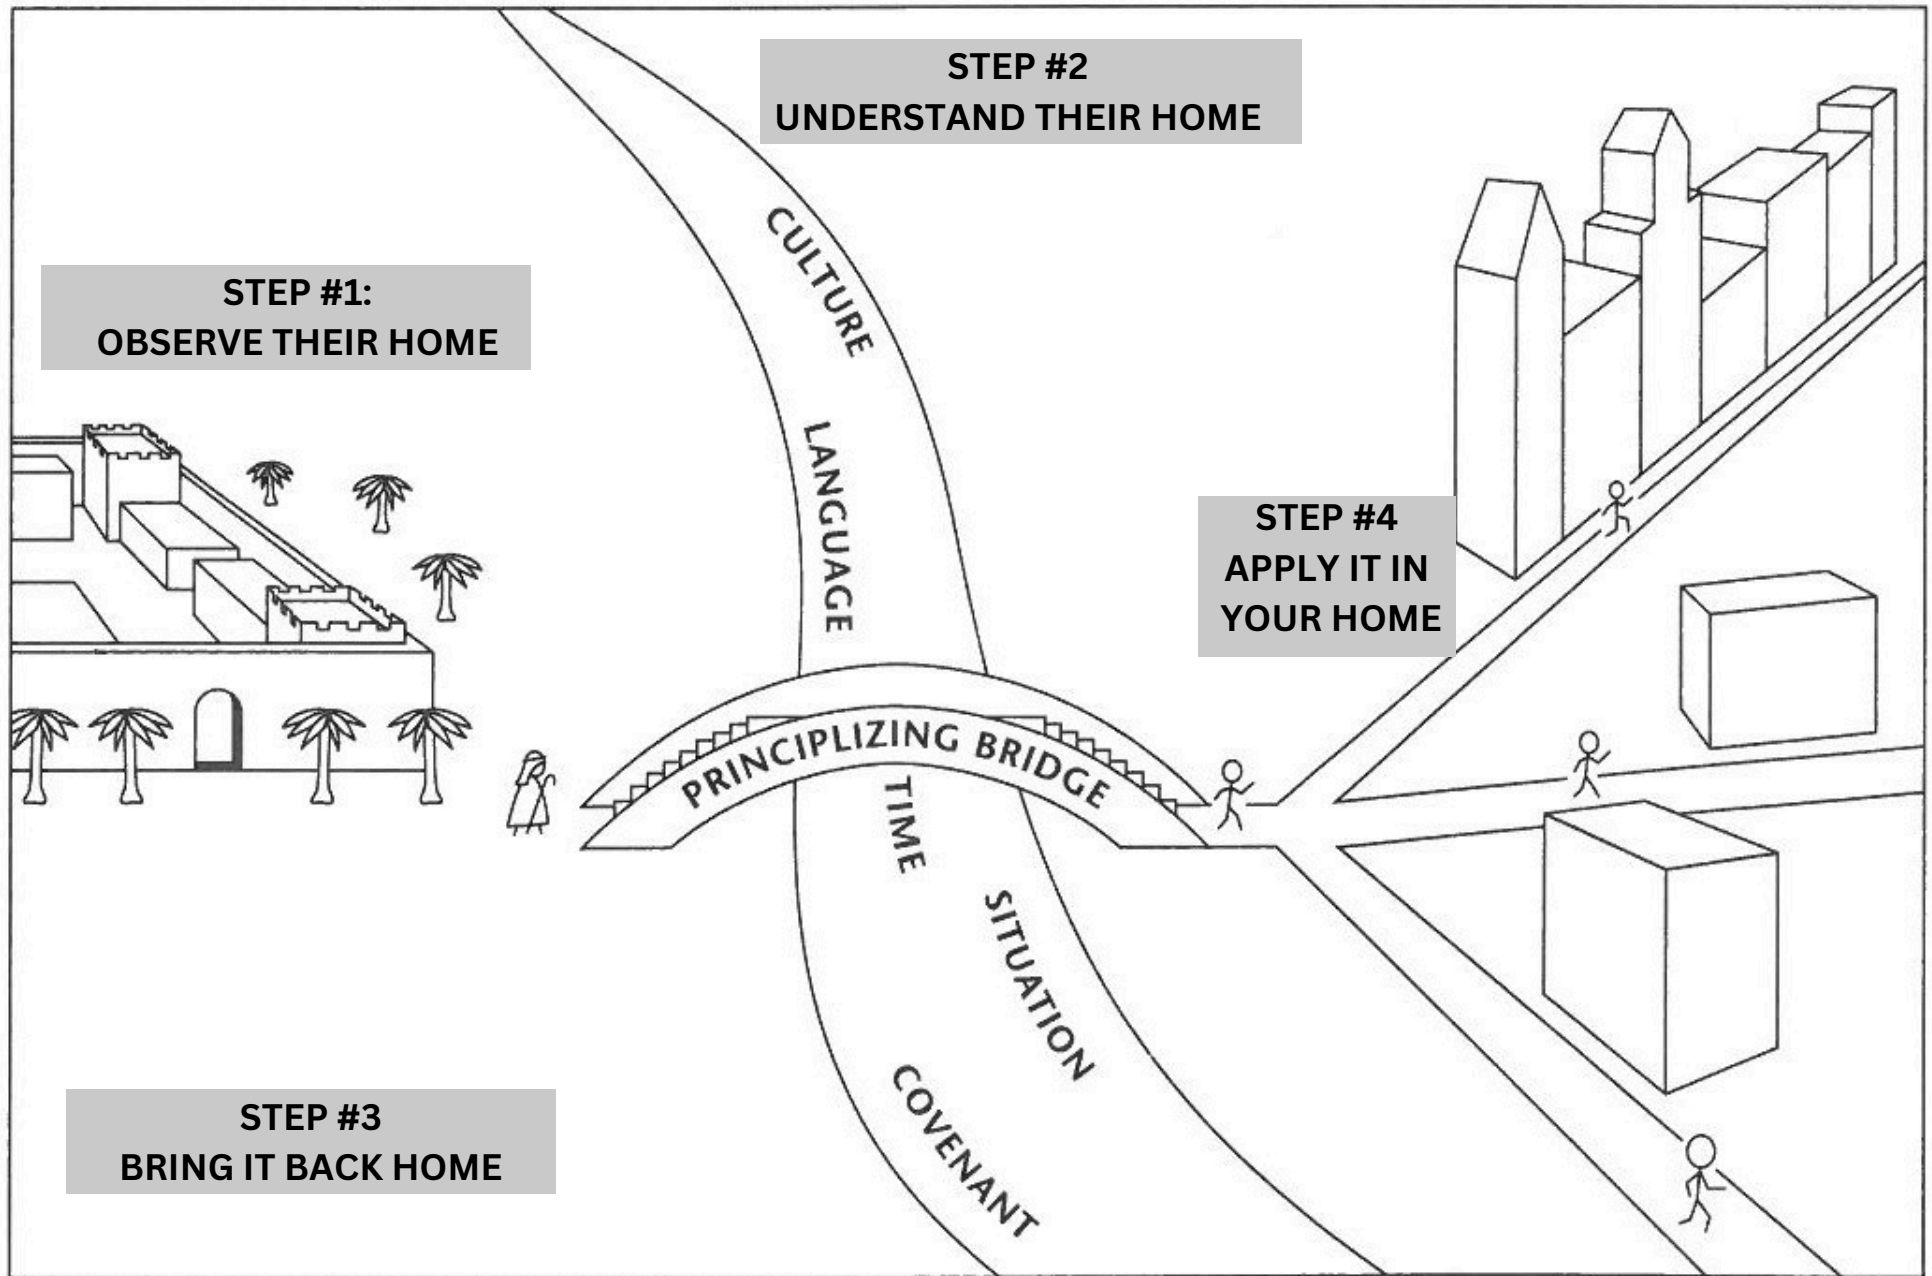 STEP #1:
OBSERVE THEIR HOME
STEP #2
UNDERSTAND THEIR HOME
STEP #3
BRING IT BACK HOME
STEP #4
APPLY IT IN
YOUR HOME
CULTURE
LANGUAGE
PRINCIPLIZING BRIDGE
TIME
SITUATION
COVENANT